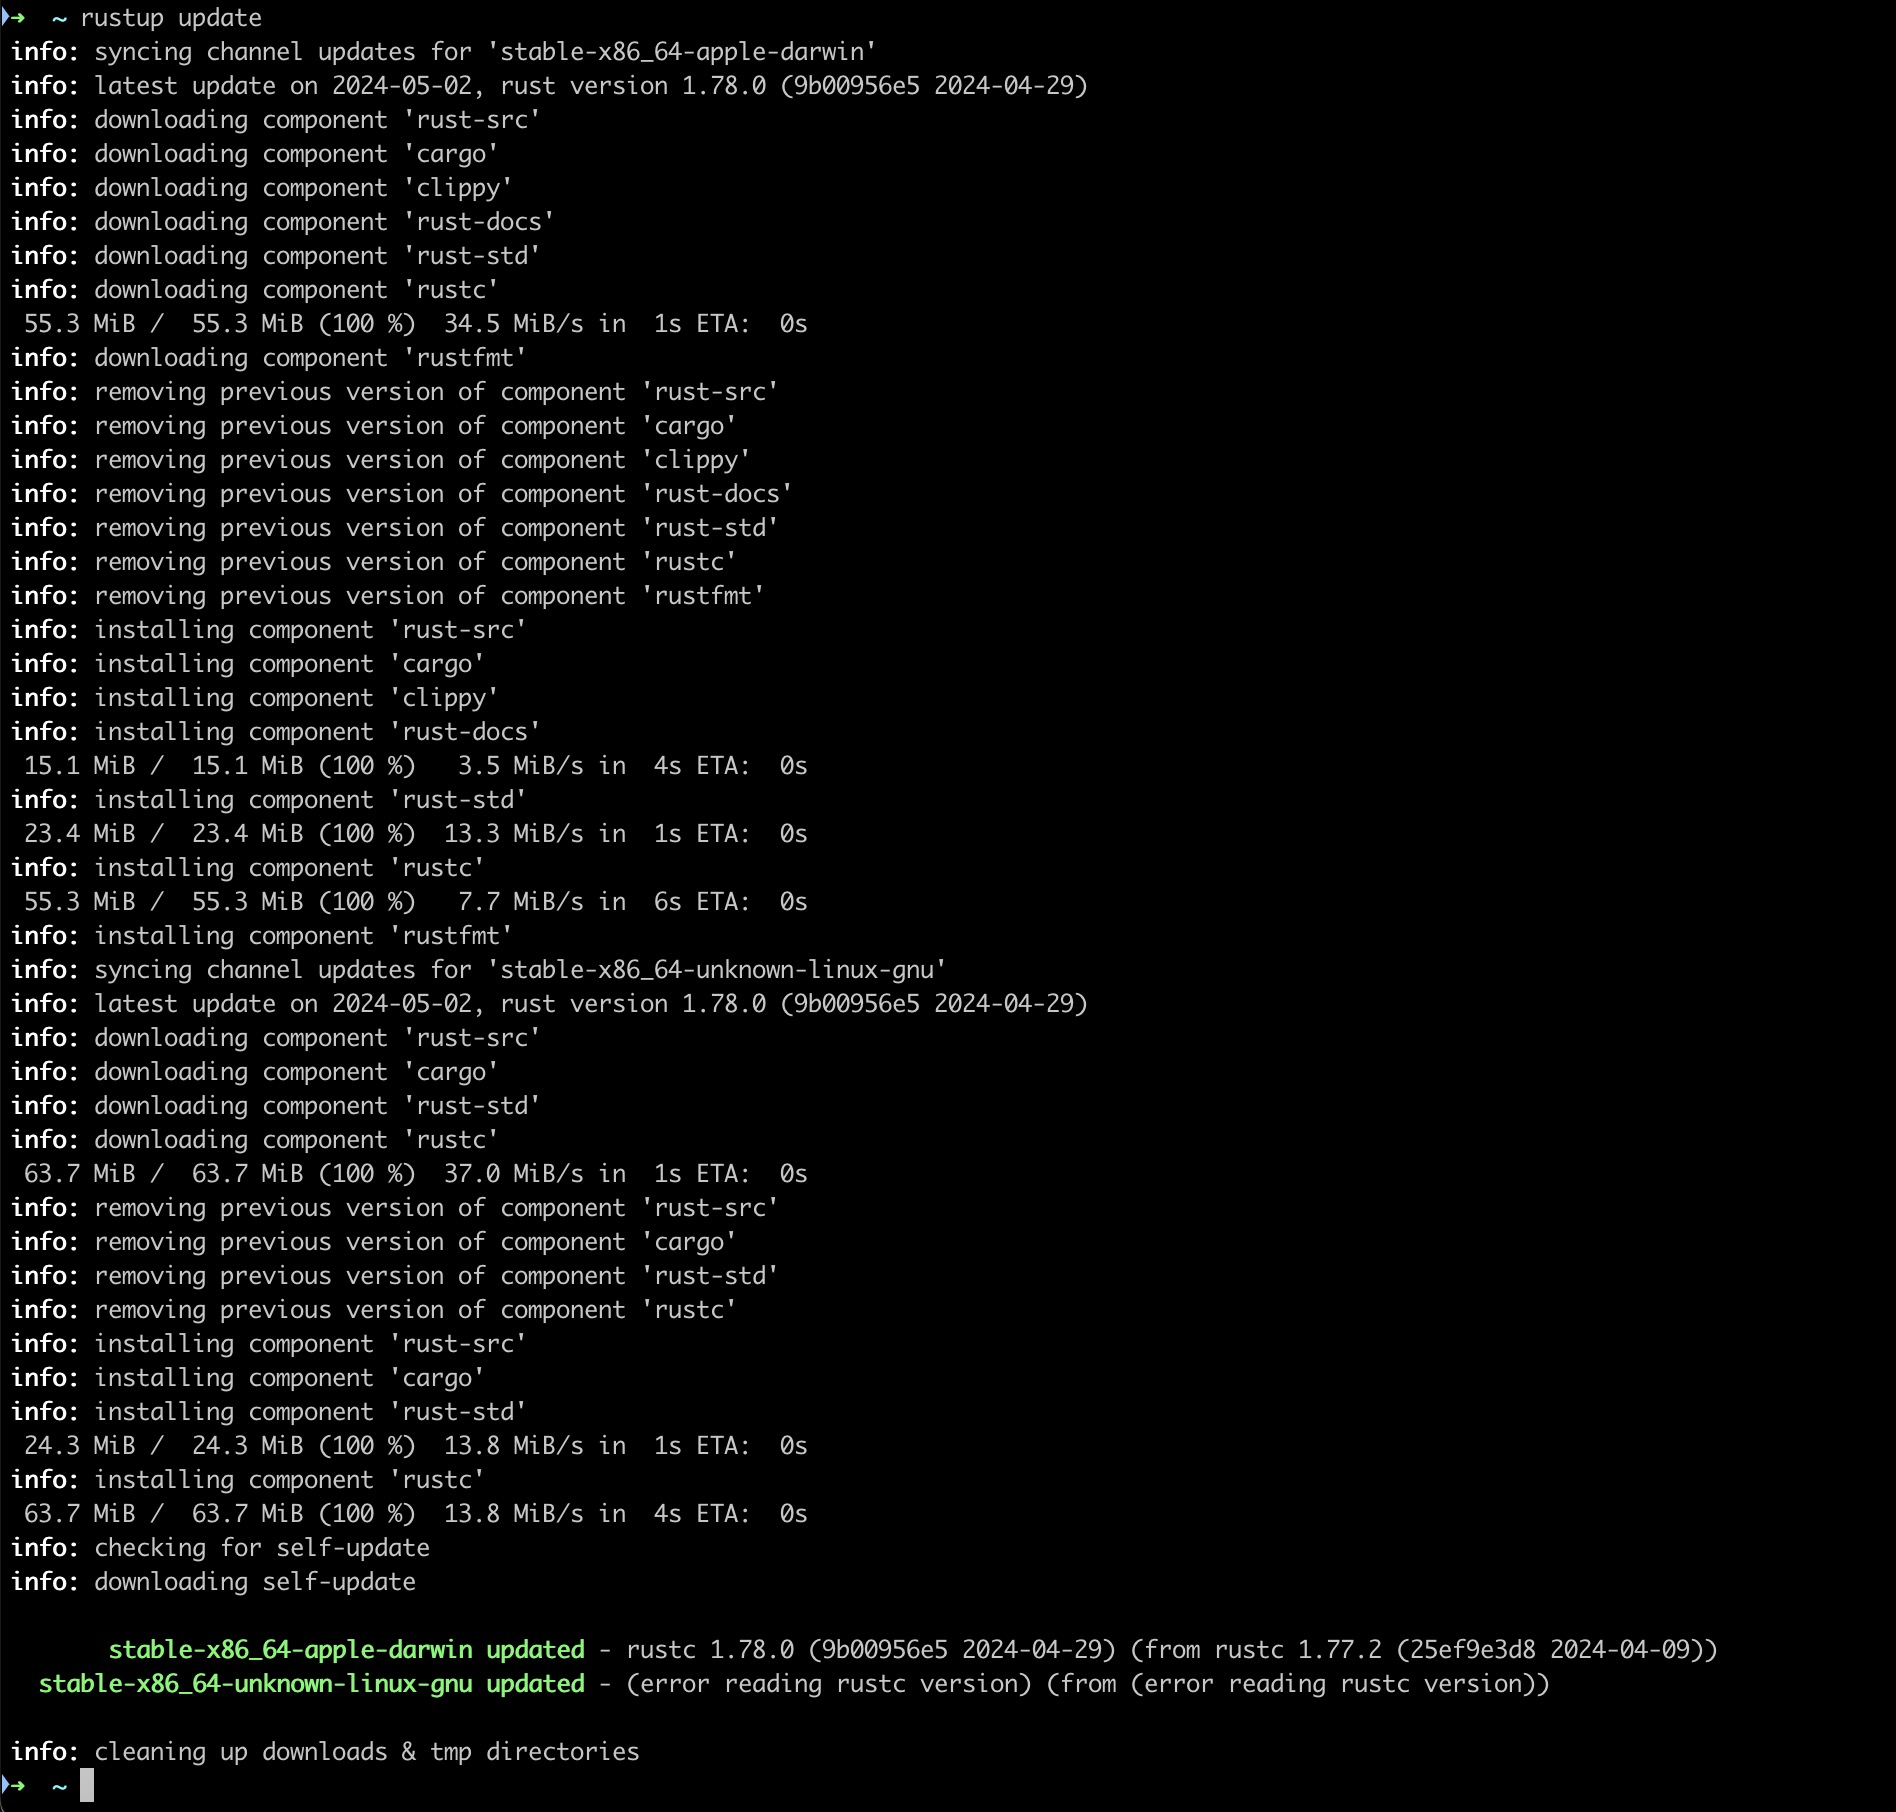 ➜  ~ rustup update
info: syncing channel updates for 'stable-x86_64-apple-darwin'
info: latest update on 2024-05-02, rust version 1.78.0 (9b00956e5 2024-04-29)
info: downloading component 'rust-src'
info: downloading component 'cargo'
info: downloading component 'clippy'
info: downloading component 'rust-docs'
info: downloading component 'rust-std'
info: downloading component 'rustc'
 55.3 MiB /  55.3 MiB (100 %)  34.5 MiB/s in  1s ETA:  0s
info: downloading component 'rustfmt'
info: removing previous version of component 'rust-src'
info: removing previous version of component 'cargo'
info: removing previous version of component 'clippy'
info: removing previous version of component 'rust-docs'
info: removing previous version of component 'rust-std'
info: removing previous version of component 'rustc'
info: removing previous version of component 'rustfmt'
info: installing component 'rust-src'
info: installing component 'cargo'
info: installing component 'clippy'
info: installing component 'rust-docs'
 15.1 MiB /  15.1 MiB (100 %)   3.5 MiB/s in  4s ETA:  0s
info: installing component 'rust-std'
 23.4 MiB /  23.4 MiB (100 %)  13.3 MiB/s in  1s ETA:  0s
info: installing component 'rustc'
 55.3 MiB /  55.3 MiB (100 %)   7.7 MiB/s in  6s ETA:  0s
info: installing component 'rustfmt'
info: syncing channel updates for 'stable-x86_64-unknown-linux-gnu'
info: latest update on 2024-05-02, rust version 1.78.0 (9b00956e5 2024-04-29)
info: downloading component 'rust-src'
info: downloading component 'cargo'
info: downloading component 'rust-std'
info: downloading component 'rustc'
 63.7 MiB /  63.7 MiB (100 %)  37.0 MiB/s in  1s ETA:  0s
info: removing previous version of component 'rust-src'
info: removing previous version of component 'cargo'
info: removing previous version of component 'rust-std'
info: removing previous version of component 'rustc'
info: installing component 'rust-src'
info: installing component 'cargo'
info: installing component 'rust-std'
 24.3 MiB /  24.3 MiB (100 %)  13.8 MiB/s in  1s ETA:  0s
info: installing component 'rustc'
 63.7 MiB /  63.7 MiB (100 %)  13.8 MiB/s in  4s ETA:  0s
info: checking for self-update
info: downloading self-update
       stable-x86_64-apple-darwin updated - rustc 1.78.0 (9b00956e5 2024-04-29) (from rustc 1.77.2 (25ef9e3d8 2024-04-09))
  stable-x86_64-unknown-linux-gnu updated - (error reading rustc version) (from (error reading rustc version))
info: cleaning up downloads & tmp directories
➜  ~